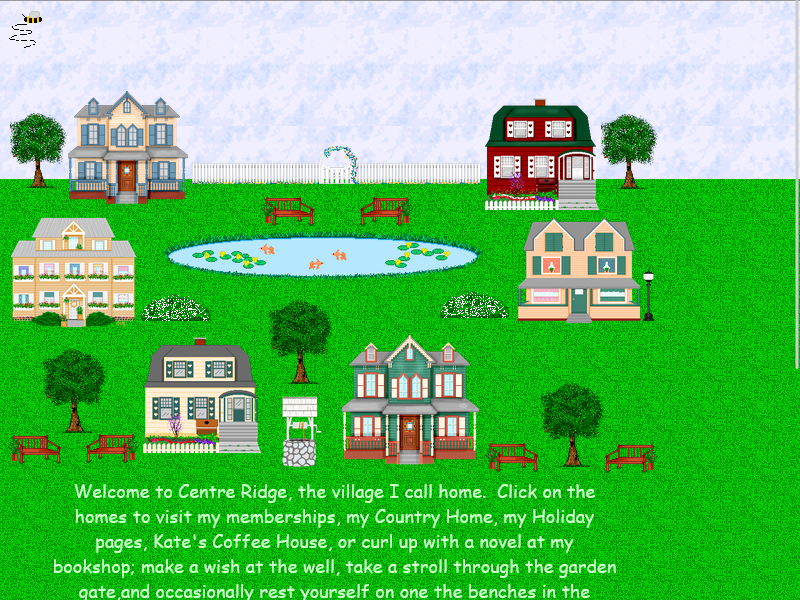 Welcome to Centre Ridge, the village I call home.  Click on the
homes to visit my memberships, my Country Home, my Holiday
pages, Kate's Coffee House, or curl up with a novel at my
bookshop; make a wish at the well, take a stroll through the garden
gate,and occasionally rest yourself on one the benches in the